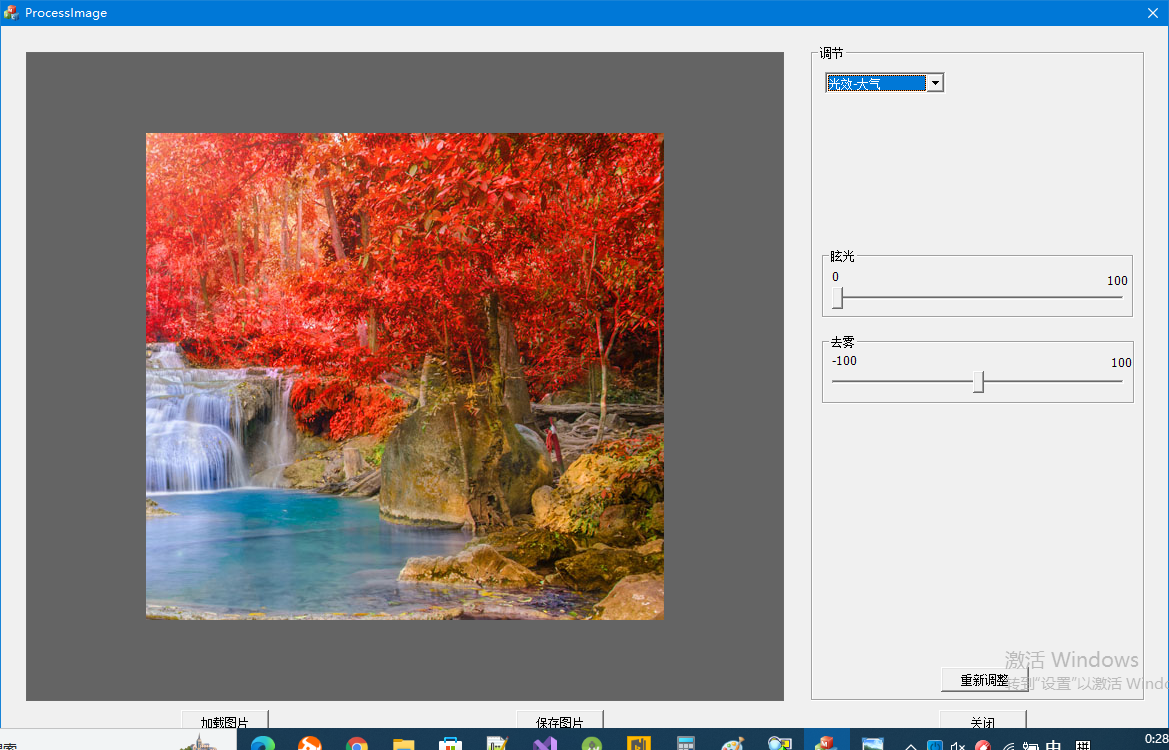 ProcessImage
调节
光效-大气
眩光
0
100
去雾
-100
100
激活 Windows
重新调整
转到“设置”以激活 Windo
加载图片
保存图片
关闭
中
0:28